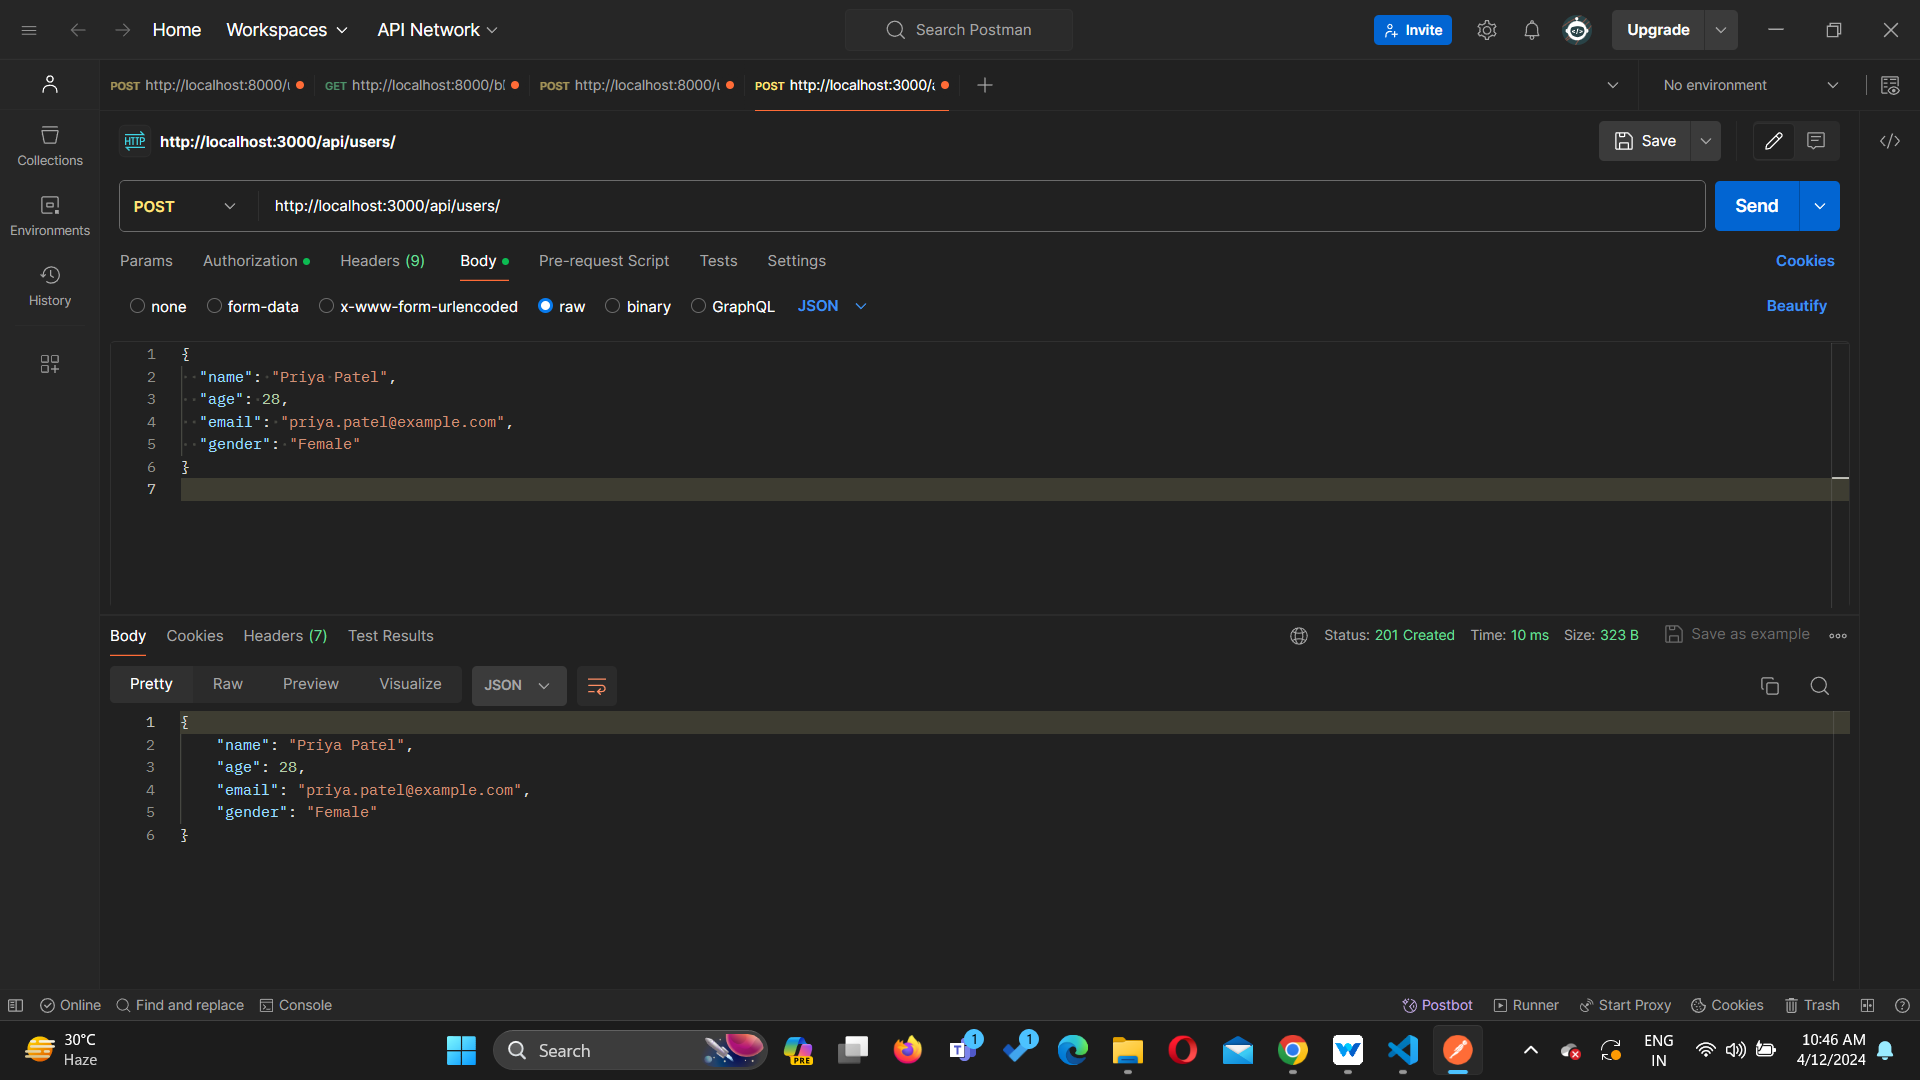 Home Workspaces API Network Search Postman Invite Upgrade
POST http://localhost:8000/ GET http://localhost:8000/bl POST http://localhost:8000/ POST http://localhost:3000/a No environment
HTTP http://localhost:3000/api/users/ Save
Collections
POST http://localhost:3000/api/users/ Send
Environments
Params Authorization Headers (9) Body Pre-request Script Tests Settings Cookies
History
none form-data x-www-form-urlencoded raw binary GraphQL JSON Beautify
1 {
2 "name": "Priya Patel",
3 "age": 28,
4 "email": "priya.patel@example.com",
5 "gender": "Female"
6 }
7
Body Cookies Headers (7) Test Results Status: 201 Created Time: 10 ms Size: 323 B Save as example
Pretty Raw Preview Visualize JSON
1 {
2 "name": "Priya Patel",
3 "age": 28,
4 "email": "priya.patel@example.com",
5 "gender": "Female"
6 }
Online Find and replace Console Postbot Runner Start Proxy Cookies Trash
30°C
Haze
Search
PRE
1
T
1
ENG
IN
10:46 AM
4/12/2024